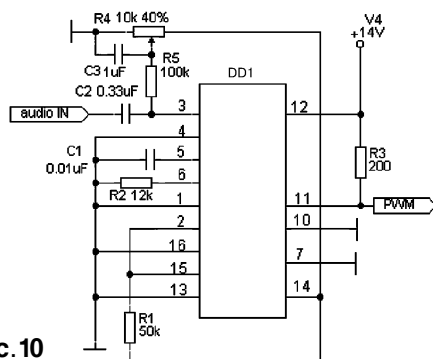 R4 10k 40%
V4
+14V
C3 1uF
R5
100k
C2 0.33uF
DD1
audio IN
3
12
4
C1
0.01uF
5
R3
200
6
R2 12k
1
11
PWM
2
10
16
7
15
13
14
R1
50k
c.10